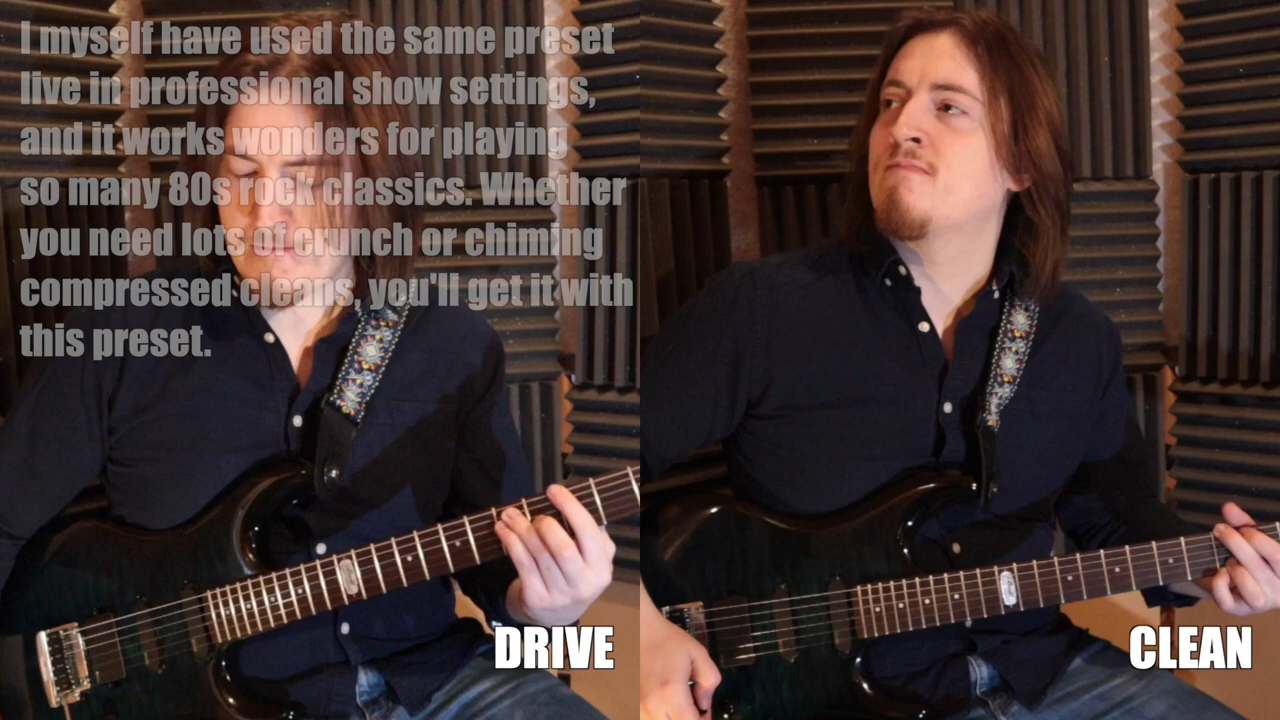 I myself have used the same preset
live in professional show settings,
and it works wonders for playing
so many 80s rock classics. Whether
you need lots of crunch or chiming
compressed cleans, you'll get it with
this preset.
DRIVE
CLEAN